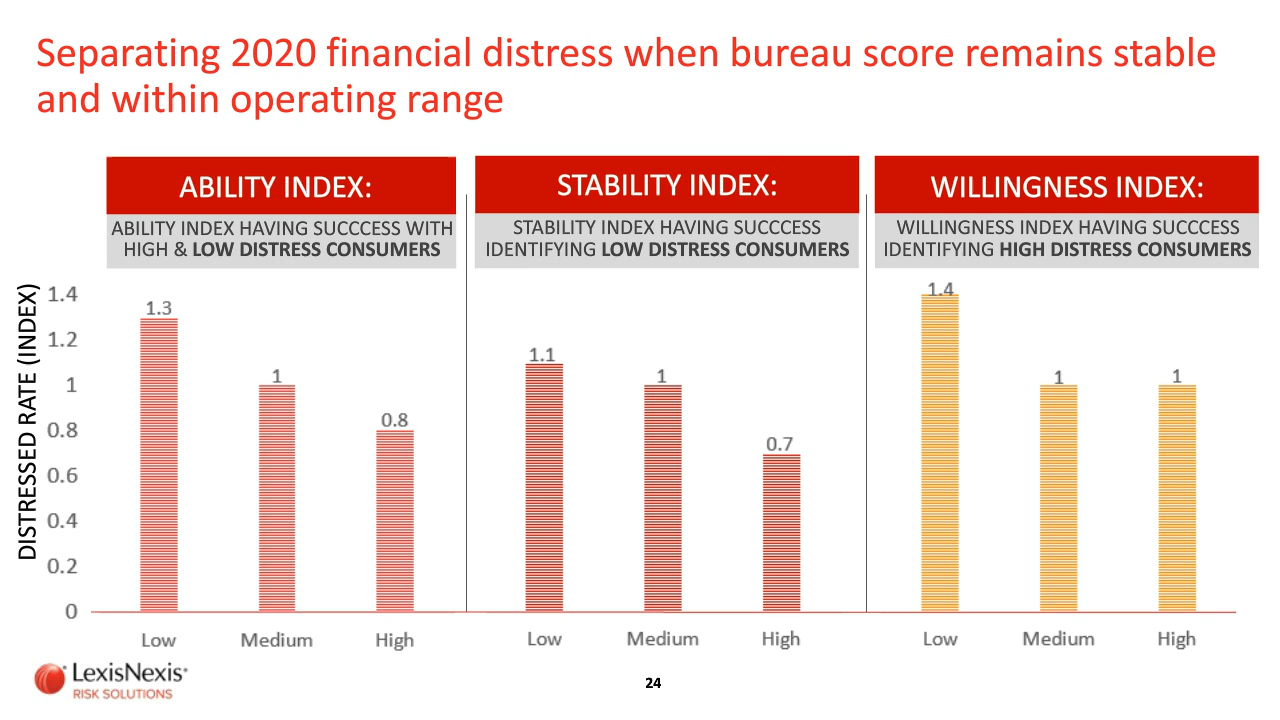 Separating 2020 financial distress when bureau score remains stable
and within operating range
ABILITY INDEX:
ABILITY INDEX HAVING SUCCCESS WITH
HIGH & LOW DISTRESS CONSUMERS
STABILITY INDEX:
STABILITY INDEX HAVING SUCCCESS
IDENTIFYING LOW DISTRESS CONSUMERS
WILLINGNESS INDEX:
WILLINGNESS INDEX HAVING SUCCCESS
IDENTIFYING HIGH DISTRESS CONSUMERS
DISTRESSED RATE (INDEX)
1.4
1.2
1
0.8
0.6
0.4
0.2
0
1.3
1
0.8
Low Medium High
1.1
1
0.7
Low Medium High
1.4
1
1
Low Medium High
LexisNexis
RISK SOLUTIONS
24